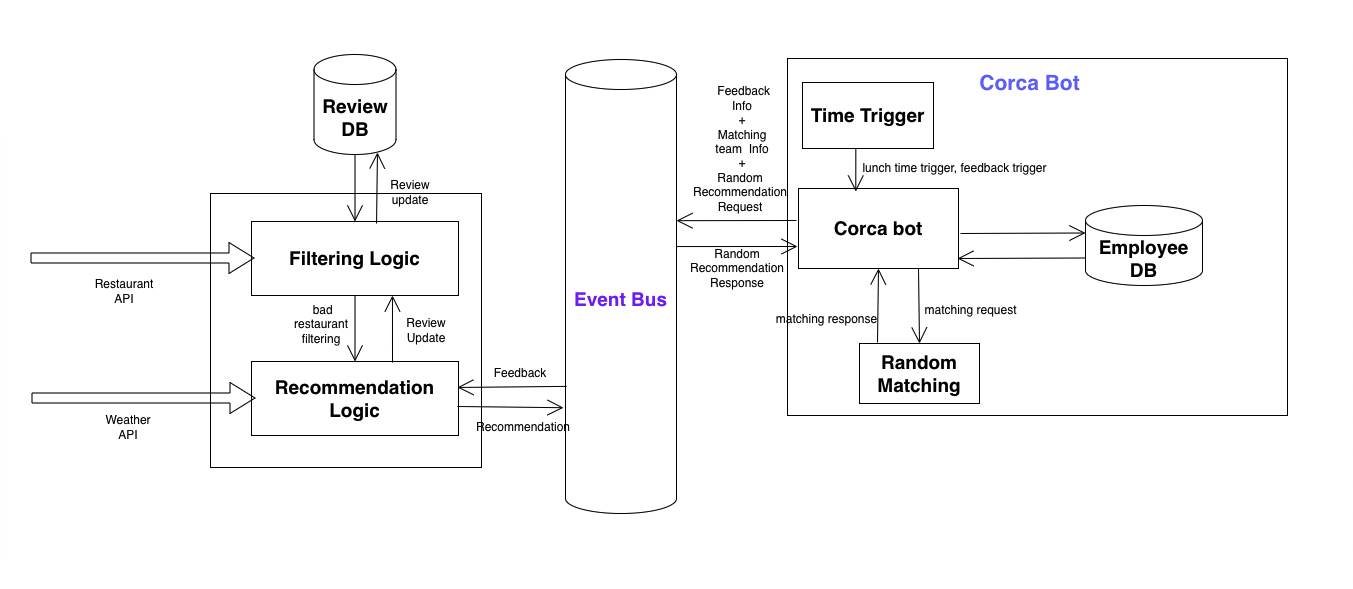 Review
DB
Review
update
Filtering Logic
Restaurant
API
bad
restaurant
filtering
Review
Update
Recommendation
Logic
Weather
API
Feedback
Recommendation
Event Bus
Feedback
Info
+
Matching
team Info
+
Random
Recommendation
Request
Random
Recommendation
Response
Corca Bot
Time Trigger
lunch time trigger, feedback trigger
Corca bot
Employee
DB
matching response
matching request
Random
Matching